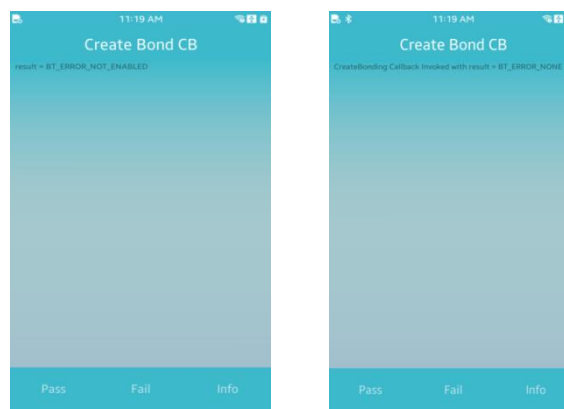 11:19 AM
Create Bond CB
result = BT_ERROR_NOT_ENABLED
Pass Fail Info
11:19 AM
Create Bond CB
CreateBonding Callback Invoked with result = BT_ERROR_NONE
Pass Fail Info